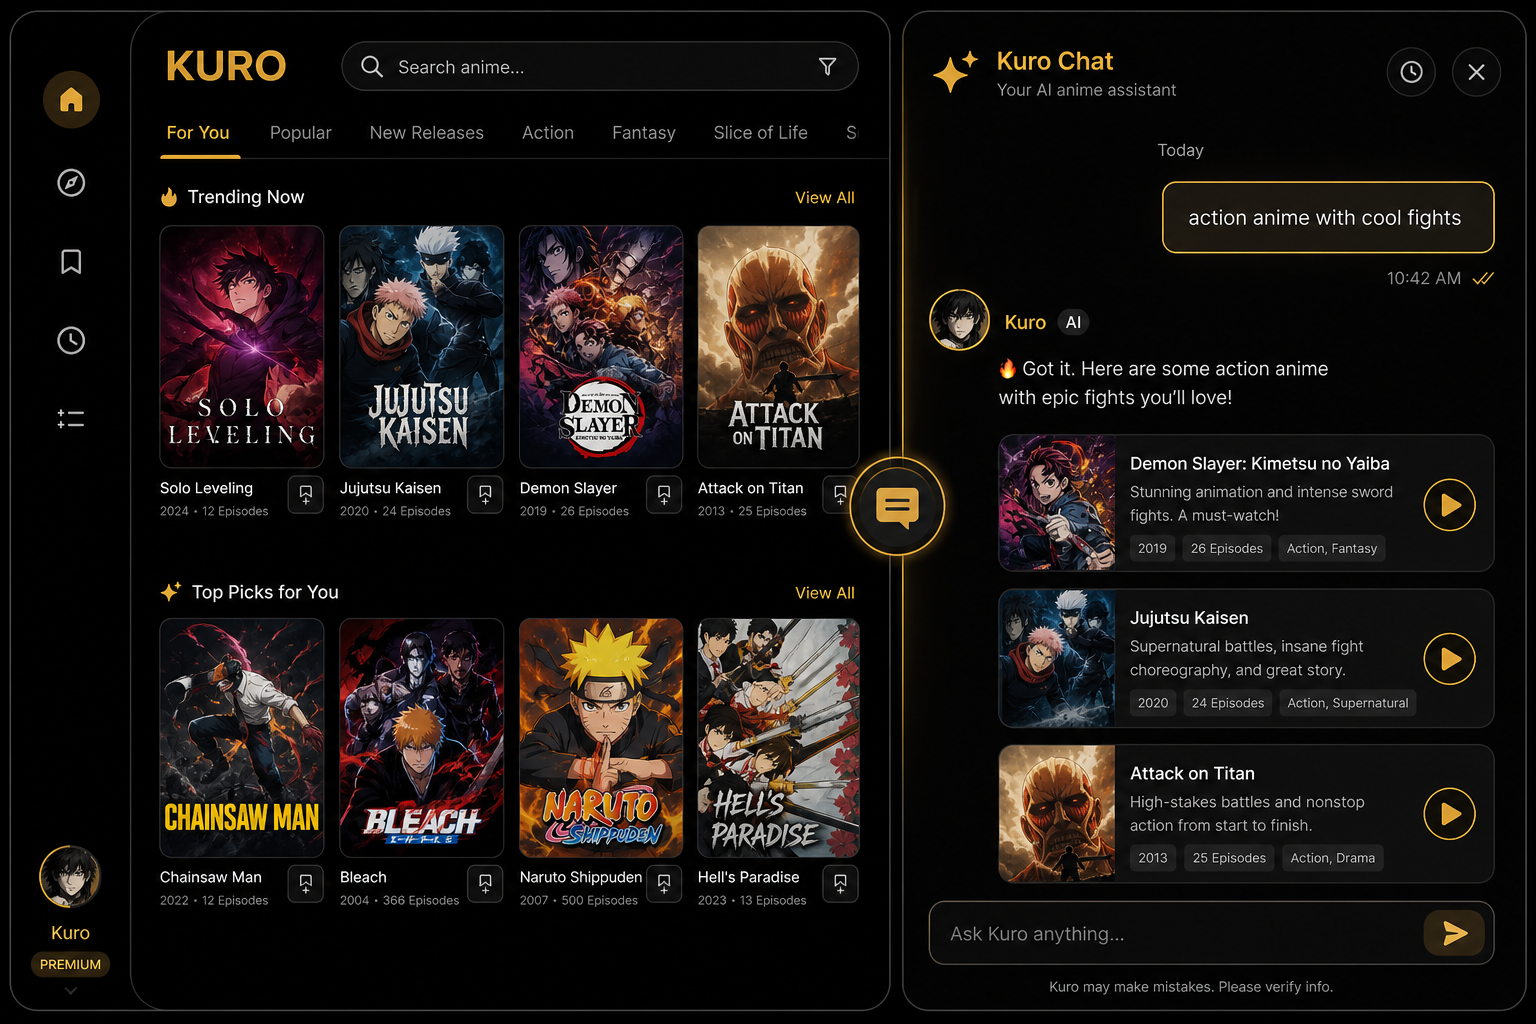 KURO
Search anime...
For You
Popular
New Releases
Action
Fantasy
Slice of Life
S
Trending Now
View All
SOLO
LEVELING
JUJUTSU
KAISEN
DEMON
SLAYER
KIMETSU NO YAIBA
ATTACK
ON TITAN
Solo Leveling
2024 • 12 Episodes
Jujutsu Kaisen
2020 • 24 Episodes
Demon Slayer
2019 • 26 Episodes
Attack on Titan
2013 • 25 Episodes
Top Picks for You
View All
CHAINSAW MAN
BLEACH
NARUTO
SHIPPUDEN
HELL'S
PARADISE
Chainsaw Man
2022 • 12 Episodes
Bleach
2004 • 366 Episodes
Naruto Shippuden
2007 • 500 Episodes
Hell's Paradise
2023 • 13 Episodes
Kuro
PREMIUM
Kuro Chat
Your AI anime assistant
Today
action anime with cool fights
10:42 AM
Kuro AI
🔥 Got it. Here are some action anime
with epic fights you'll love!
Demon Slayer: Kimetsu no Yaiba
Stunning animation and intense sword
fights. A must-watch!
2019 26 Episodes Action, Fantasy
Jujutsu Kaisen
Supernatural battles, insane fight
choreography, and great story.
2020 24 Episodes Action, Supernatural
Attack on Titan
High-stakes battles and nonstop
action from start to finish.
2013 25 Episodes Action, Drama
Ask Kuro anything...
Kuro may make mistakes. Please verify info.